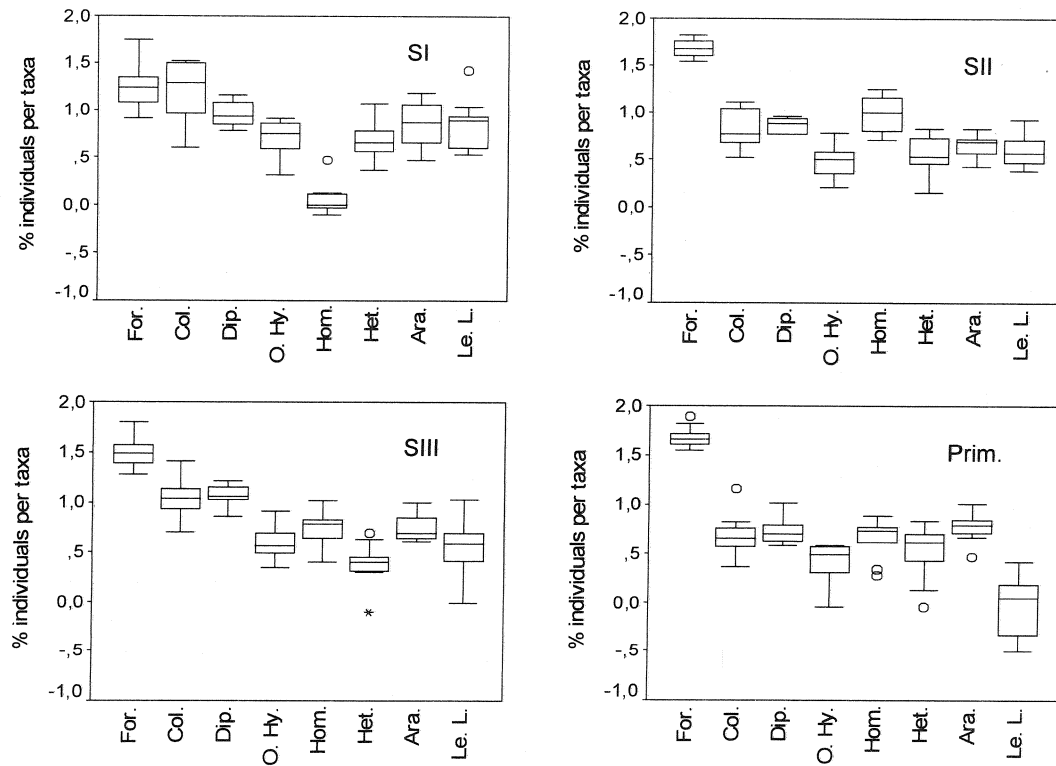 SI
% individuals per taxa
2,0
1,5
1,0
,5
0,0
-,5
-1,0
For.
Col.
Dip.
O. Hy.
Hom.
Het.
Ara.
Le. L.
SII
% individuals per taxa
2,0
1,5
1,0
,5
0,0
-,5
-1,0
For.
Col.
Dip.
O. Hy.
Hom.
Het.
Ara.
Le. L.
SIII
% individuals per taxa
2,0
1,5
1,0
,5
0,0
-,5
-1,0
For.
Col.
Dip.
O. Hy.
Hom.
Het.
Ara.
Le. L.
Prim.
% individuals per taxa
2,0
1,5
1,0
,5
0,0
-,5
-1,0
For.
Col.
Dip.
O. Hy.
Hom.
Het.
Ara.
Le. L.